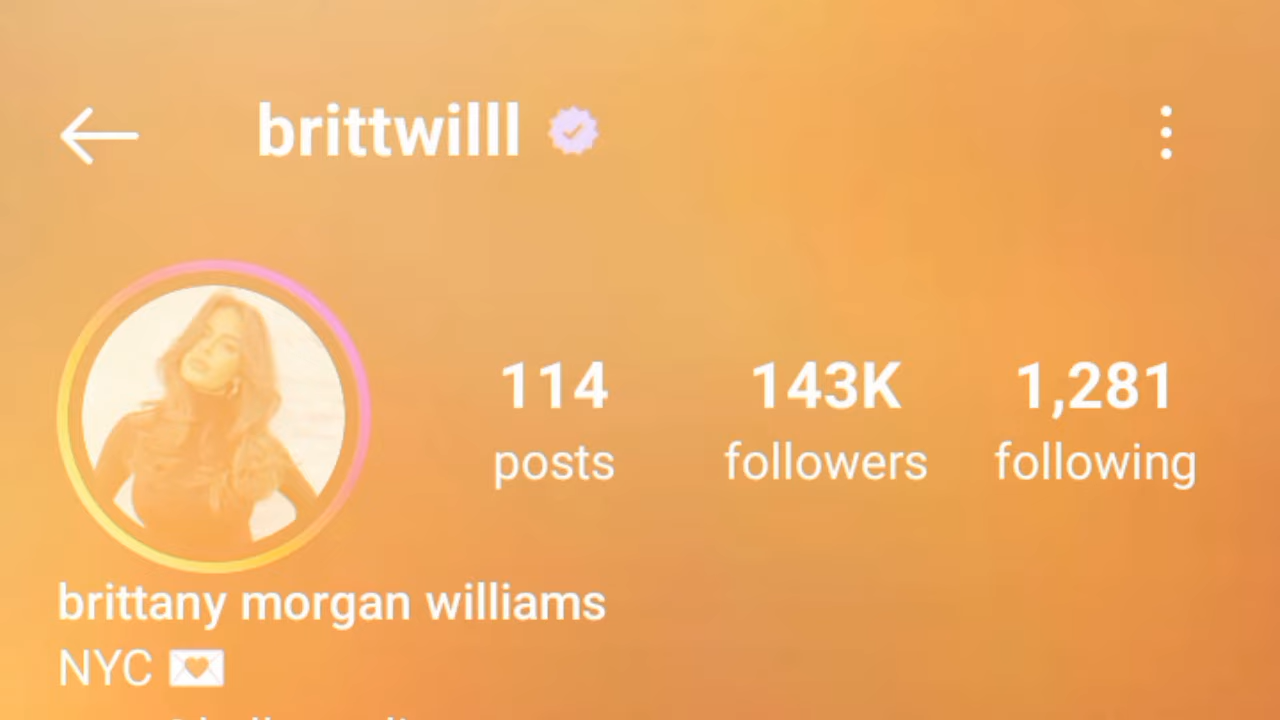 brittwilll
114 143K 1,281
posts followers following
brittany morgan williams
NYC 💌